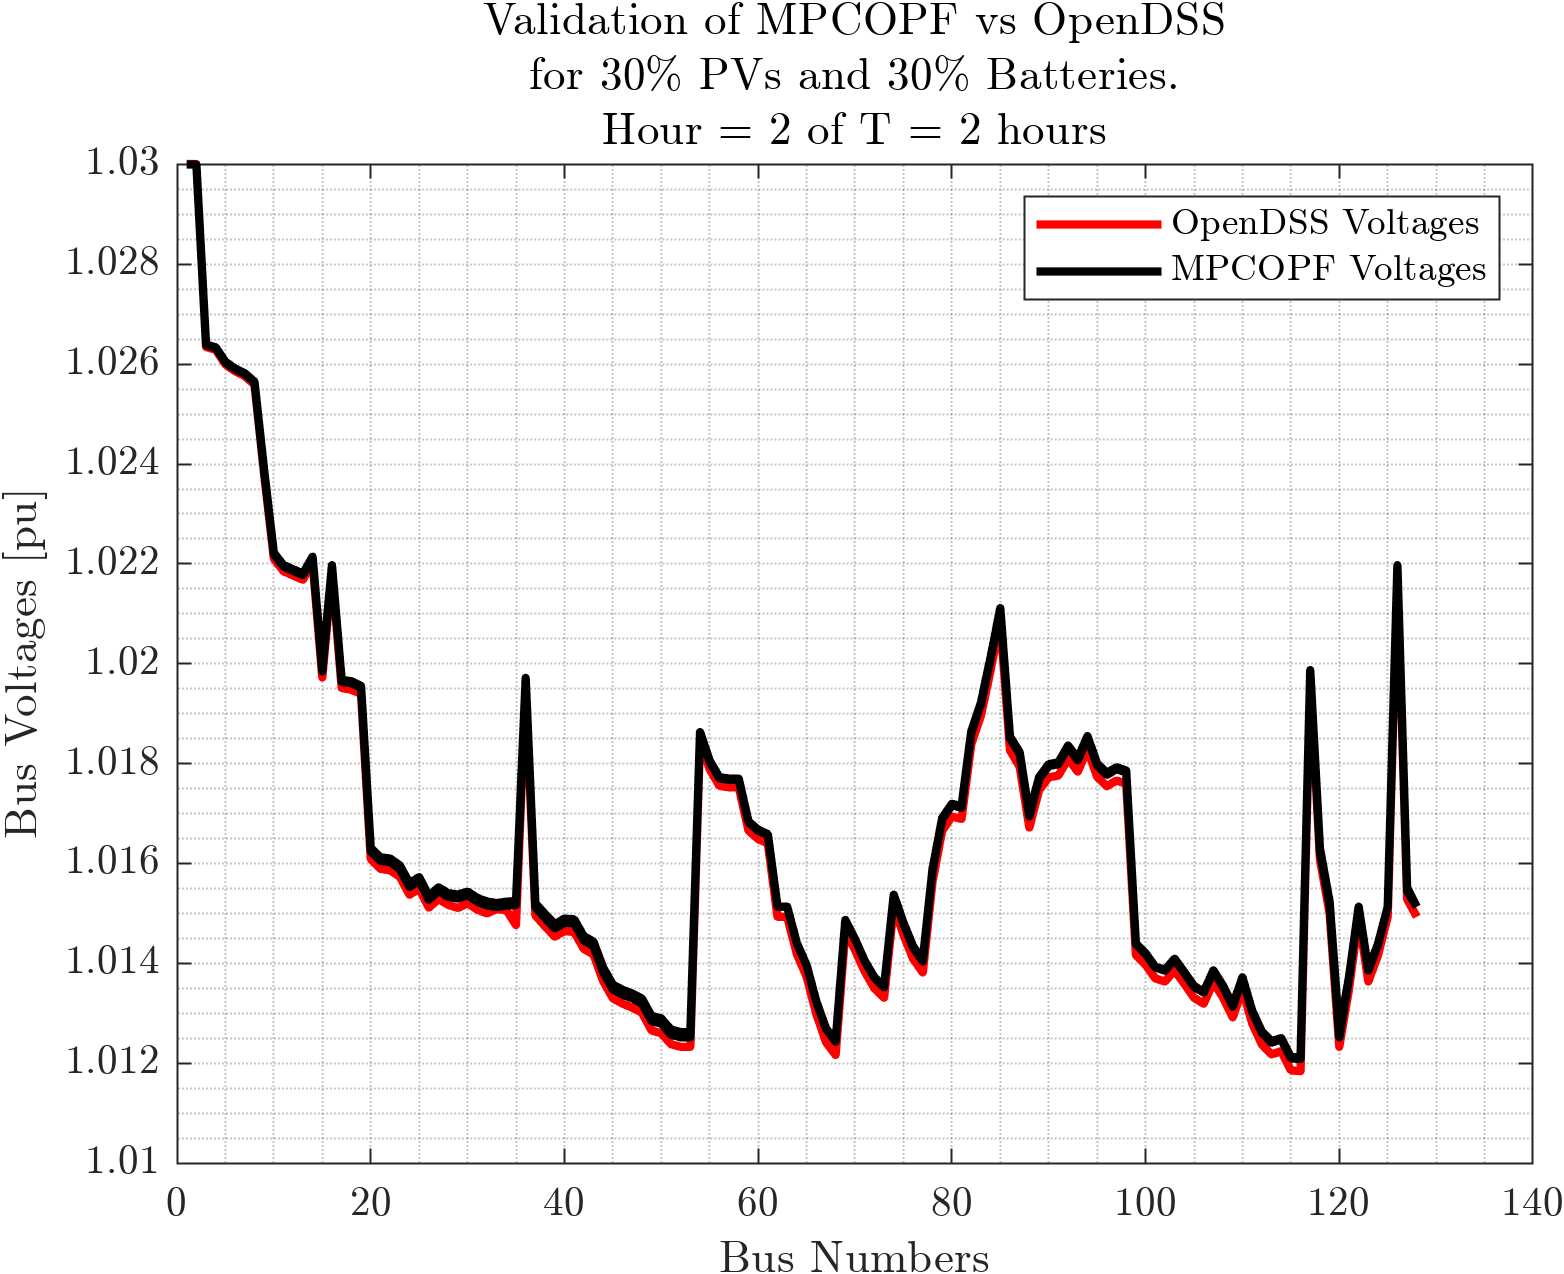 Validation of MPCOPF vs OpenDSS
for 30% PVs and 30% Batteries.
Hour = 2 of T = 2 hours
OpenDSS Voltages
MPCOPF Voltages
Bus Voltages [pu]
1.03
1.028
1.026
1.024
1.022
1.02
1.018
1.016
1.014
1.012
1.01
0 20 40 60 80 100 120 140
Bus Numbers